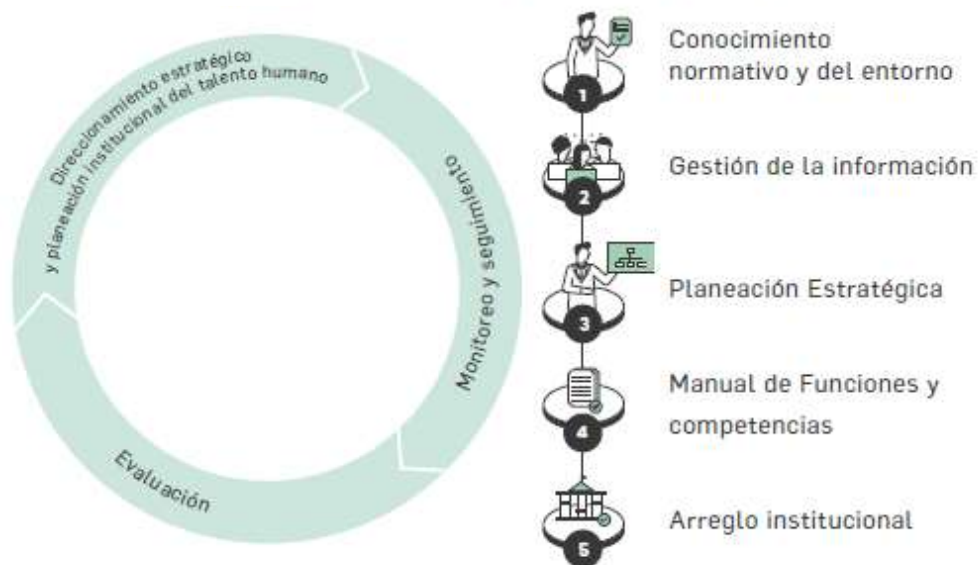 Direccionamiento estratégico
y planeación institucional del talento humano
Monitoreo y seguimiento
Evaluación
1
Conocimiento
normativo y del entorno
2
Gestión de la información
3
Planeación Estratégica
4
Manual de Funciones y
competencias
5
Arreglo institucional